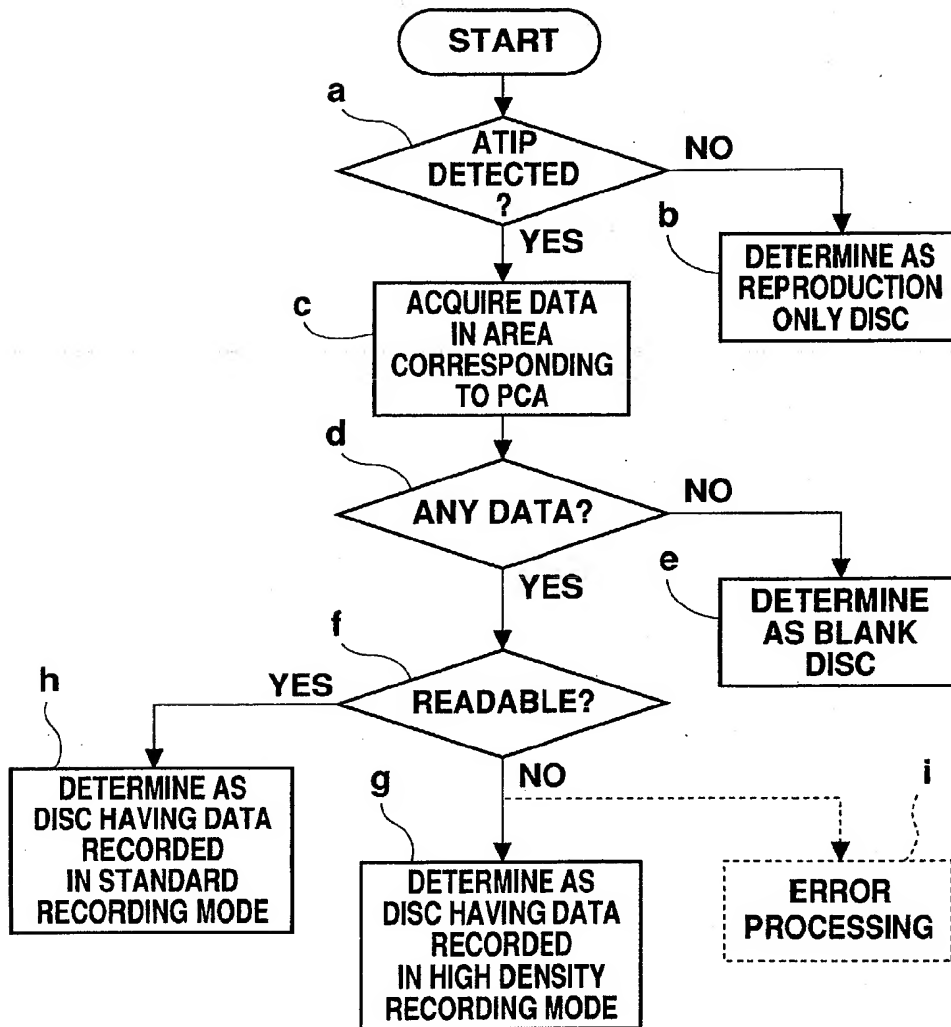 START
a
ATIP
DETECTED
?
NO
YES
b
DETERMINE AS
REPRODUCTION
ONLY DISC
c
ACQUIRE DATA
IN AREA
CORRESPONDING
TO PCA
d
ANY DATA?
NO
YES
e
DETERMINE
AS BLANK
DISC
f
READABLE?
YES
NO
h
DETERMINE AS
DISC HAVING DATA
RECORDED
IN STANDARD
RECORDING MODE
g
DETERMINE AS
DISC HAVING DATA
RECORDED
IN HIGH DENSITY
RECORDING MODE
i
ERROR
PROCESSING